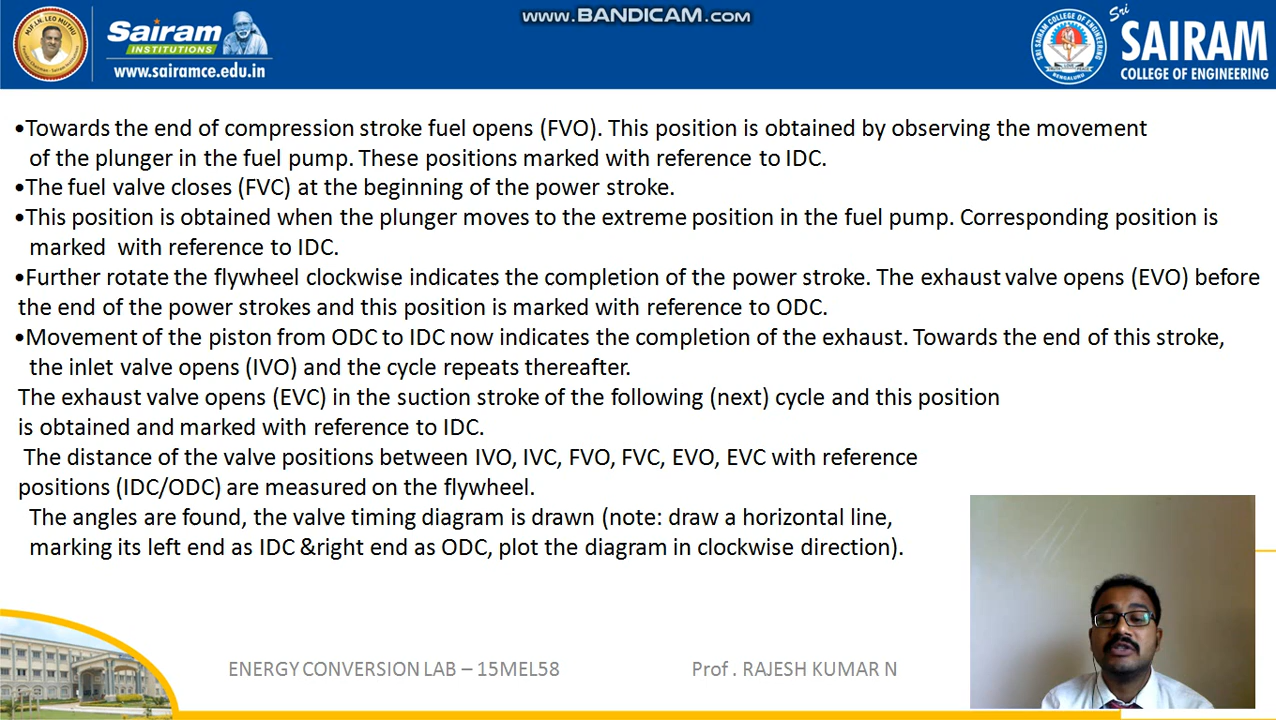 www.BANDICAM.com
MJF. LN. LEO MUTHU
Sairam
INSTITUTIONS
www.sairamce.edu.in
SRI SAIRAM COLLEGE OF ENGINEERING
BENGALURU
Sri
SAIRAM
COLLEGE OF ENGINEERING
•Towards the end of compression stroke fuel opens (FVO). This position is obtained by observing the movement
of the plunger in the fuel pump. These positions marked with reference to IDC.
•The fuel valve closes (FVC) at the beginning of the power stroke.
•This position is obtained when the plunger moves to the extreme position in the fuel pump. Corresponding position is
marked with reference to IDC.
•Further rotate the flywheel clockwise indicates the completion of the power stroke. The exhaust valve opens (EVO) before
the end of the power strokes and this position is marked with reference to ODC.
•Movement of the piston from ODC to IDC now indicates the completion of the exhaust. Towards the end of this stroke,
the inlet valve opens (IVO) and the cycle repeats thereafter.
The exhaust valve opens (EVC) in the suction stroke of the following (next) cycle and this position
is obtained and marked with reference to IDC.
The distance of the valve positions between IVO, IVC, FVO, FVC, EVO, EVC with reference
positions (IDC/ODC) are measured on the flywheel.
The angles are found, the valve timing diagram is drawn (note: draw a horizontal line,
marking its left end as IDC &right end as ODC, plot the diagram in clockwise direction).
ENERGY CONVERSION LAB – 15MEL58
Prof . RAJESH KUMAR N